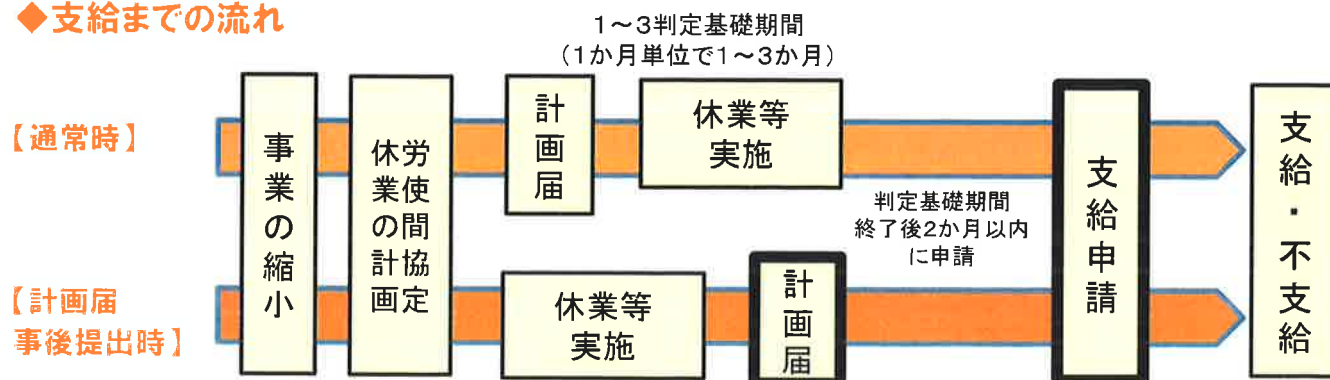 ◆支給までの流れ
1～3判定基礎期間
（1か月単位で1～3か月）
【通常時】
事業の縮小
労使間協定
休業の計画
計画届
休業等
実施
判定基礎期間
終了後2か月以内
に申請
支給申請
支給・不支給
【計画届
事後提出時】
休業等
実施
計画届